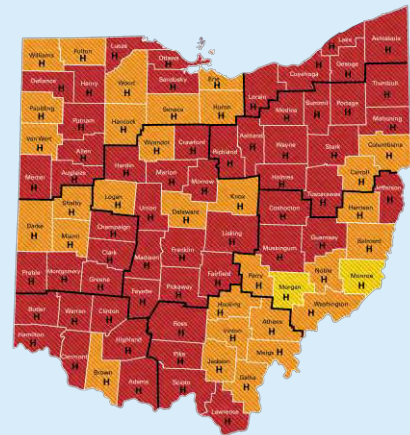 Williams
H
Fulton
H
Lucas
H
Ottawa
H
Lake
H
Ashtabula
H
Geauga
H
Cuyahoga
H
Defiance
H
Henry
H
Wood
H
Sandusky
H
Erie
H
Lorain
H
Trumbull
H
Paulding
H
Putnam
H
Hancock
H
Seneca
H
Huron
H
Medina
H
Summit
H
Portage
H
Mahoning
H
Van Wert
H
Allen
H
Wyandot
H
Crawford
H
Richland
H
Ashland
H
Wayne
H
Stark
H
Columbiana
H
Mercer
H
Auglaize
H
Hardin
H
Marion
H
Morrow
H
Holmes
H
Tuscarawas
H
Carroll
H
Jefferson
H
Shelby
H
Logan
H
Union
H
Delaware
H
Knox
H
Coshocton
H
Harrison
H
Darke
H
Miami
H
Champaign
H
Clark
H
Madison
H
Franklin
H
Licking
H
Muskingum
H
Guernsey
H
Belmont
H
Preble
H
Montgomery
H
Greene
H
Fayette
H
Pickaway
H
Fairfield
H
Perry
H
Morgan
H
Noble
H
Monroe
H
Butler
H
Warren
H
Clinton
H
Ross
H
Hocking
H
Athens
H
Washington
H
Hamilton
H
Clermont
H
Highland
H
Pike
H
Vinton
H
Meigs
H
Brown
H
Adams
H
Scioto
H
Jackson
H
Gallia
H
Lawrence
H